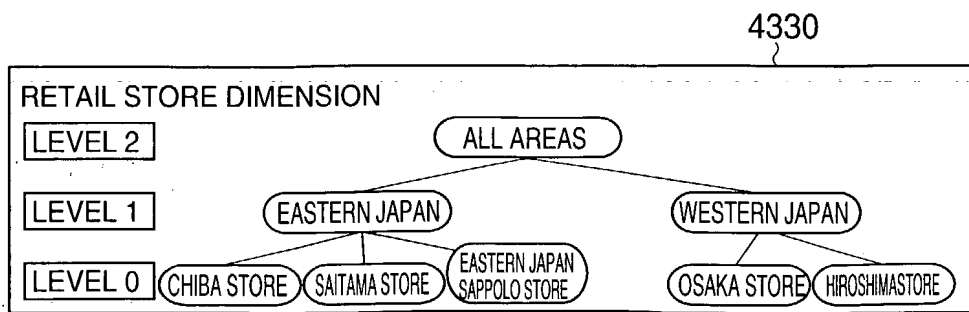 4330
RETAIL STORE DIMENSION
LEVEL 2 ALL AREAS
LEVEL 1 EASTERN JAPAN WESTERN JAPAN
LEVEL 0 CHIBA STORE SAITAMA STORE EASTERN JAPAN
SAPPOLO STORE OSAKA STORE HIROSHIMASTORE